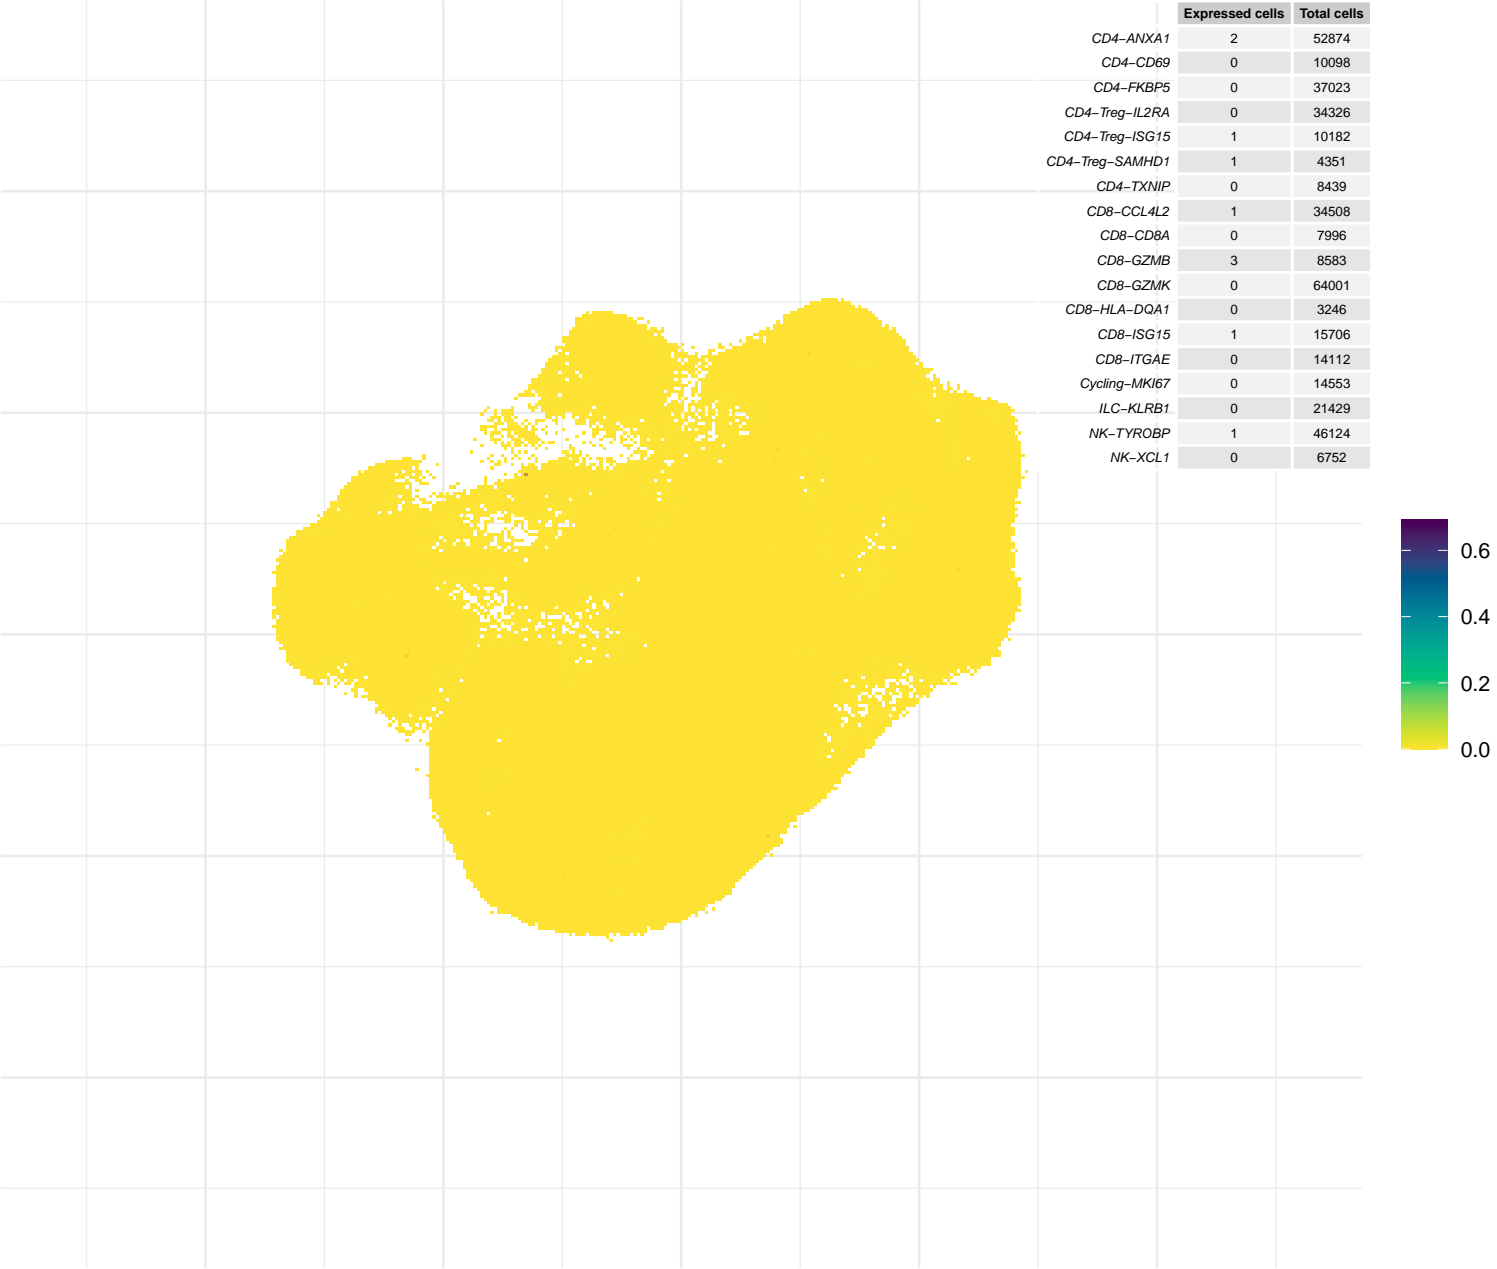 Expressed cells Total cells
CD4−ANXA1 2 52874
CD4−CD69 0 10098
CD4−FKBP5 0 37023
CD4−Treg−IL2RA 0 34326
CD4−Treg−ISG15 1 10182
CD4−Treg−SAMHD1 1 4351
CD4−TXNIP 0 8439
CD8−CCL4L2 1 34508
CD8−CD8A 0 7996
CD8−GZMB 3 8583
CD8−GZMK 0 64001
CD8−HLA−DQA1 0 3246
CD8−ISG15 1 15706
CD8−ITGAE 0 14112
Cycling−MKI67 0 14553
ILC−KLRB1 0 21429
NK−TYROBP 1 46124
NK−XCL1 0 6752
0.6
0.4
0.2
0.0